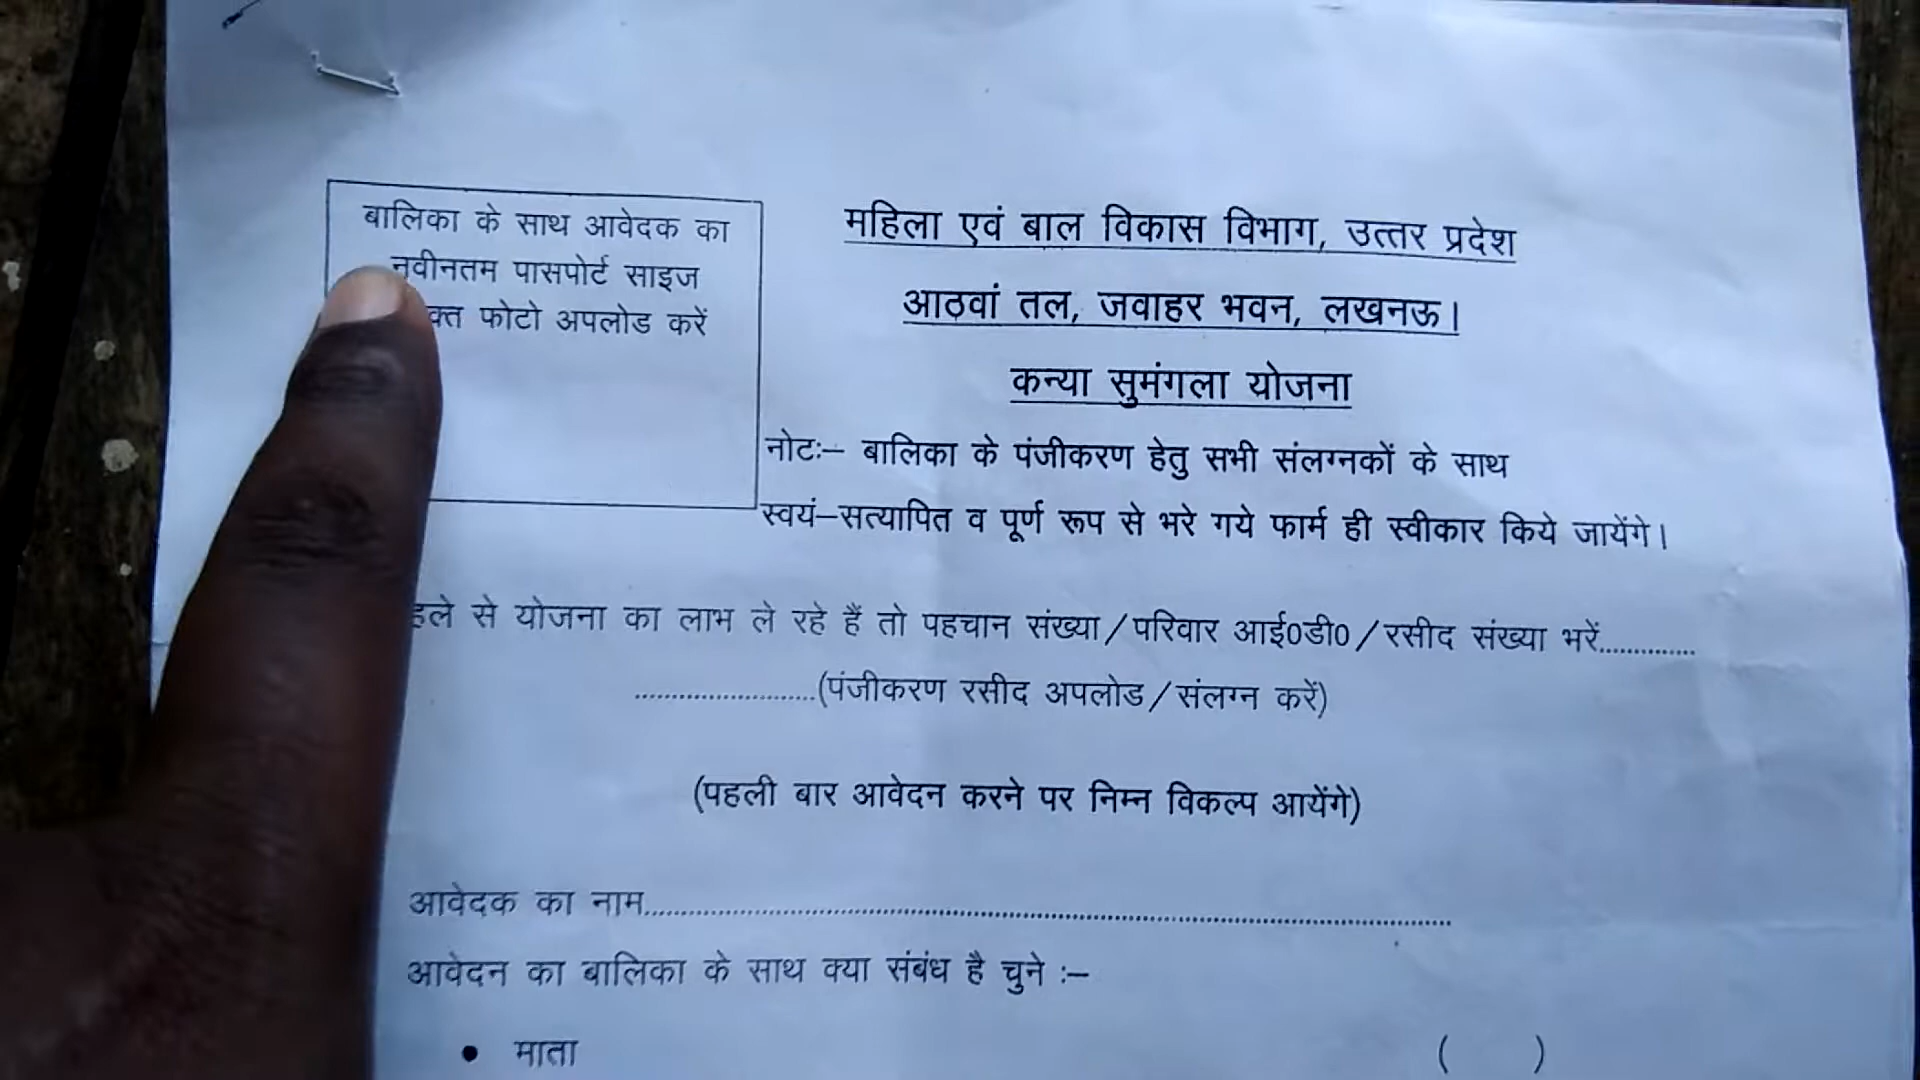 बालिका के साथ आवेदक का
नवीनतम पासपोर्ट साइज
फोटो अपलोड करें
महिला एवं बाल विकास विभाग, उत्तर प्रदेश
आठवां तल, जवाहर भवन, लखनऊ।
कन्या सुमंगला योजना
नोटः– बालिका के पंजीकरण हेतु सभी संलग्नकों के साथ
स्वयं–सत्यापित व पूर्ण रूप से भरे गये फार्म ही स्वीकार किये जायेंगे।
से योजना का लाभ ले रहे हैं तो पहचान संख्या/परिवार आई0डी0/रसीद संख्या भरें..............
........................(पंजीकरण रसीद अपलोड/संलग्न करें)
(पहली बार आवेदन करने पर निम्न विकल्प आयेंगे)
आवेदक का नाम....................................................................................................
आवेदन का बालिका के साथ क्या संबंध है चुने :–
• माता ( )